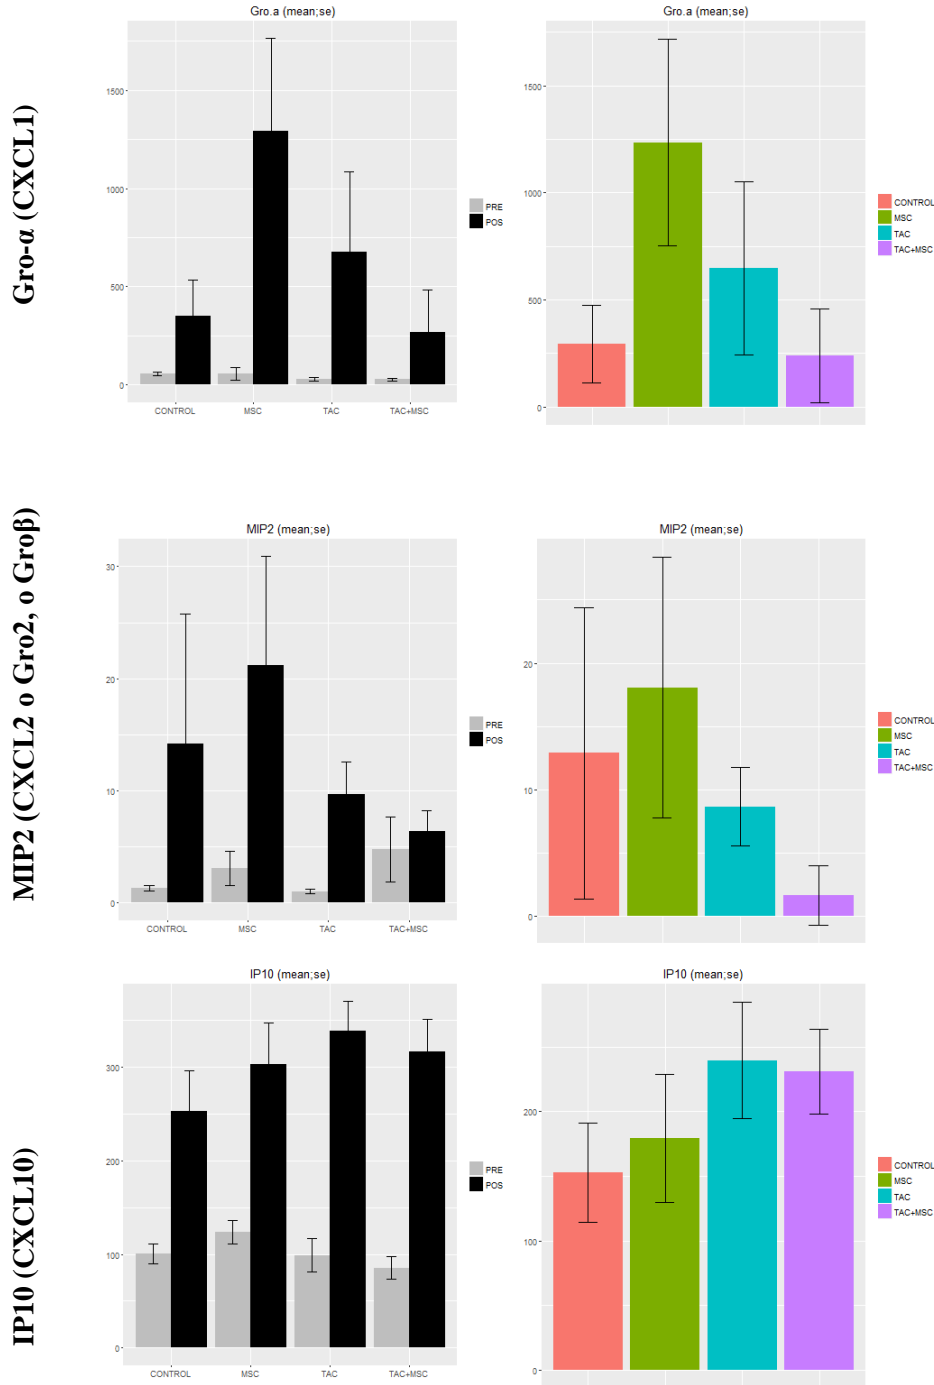 Gro-α (CXCL1)
Gro.a (mean;se)
1500
1000
500
0
CONTROL MSC TAC TAC+MSC
PRE
POS
Gro.a (mean;se)
1500
1000
500
0
CONTROL
MSC
TAC
TAC+MSC
MIP2 (CXCL2 o Gro2, o Groβ)
MIP2 (mean;se)
30
20
10
0
CONTROL MSC TAC TAC+MSC
PRE
POS
MIP2 (mean;se)
20
10
0
CONTROL
MSC
TAC
TAC+MSC
IP10 (CXCL10)
IP10 (mean;se)
300
200
100
0
CONTROL MSC TAC TAC+MSC
PRE
POS
IP10 (mean;se)
200
100
0
CONTROL
MSC
TAC
TAC+MSC